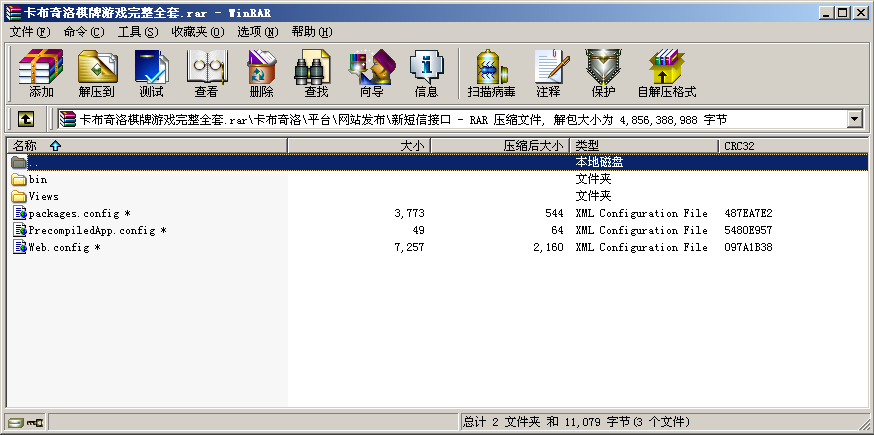 卡布奇洛棋牌游戏完整全套.rar - WinRAR
文件(F) 命令(C) 工具(S) 收藏夹(O) 选项(N) 帮助(H)
添加 解压到 测试 查看 删除 查找 向导 信息 扫描病毒 注释 保护 自解压格式
卡布奇洛棋牌游戏完整全套.rar\卡布奇洛\平台\网站发布\新短信接口 - RAR 压缩文件, 解包大小为 4,856,388,988 字节
名称 大小 压缩后大小 类型 CRC32
.. 本地磁盘
bin 文件夹
Views 文件夹
packages.config * 3,773 544 XML Configuration File 487EA7E2
PrecompiledApp.config * 49 64 XML Configuration File 5480E957
Web.config * 7,257 2,160 XML Configuration File 097A1B38
总计 2 文件夹 和 11,079 字节(3 个文件)